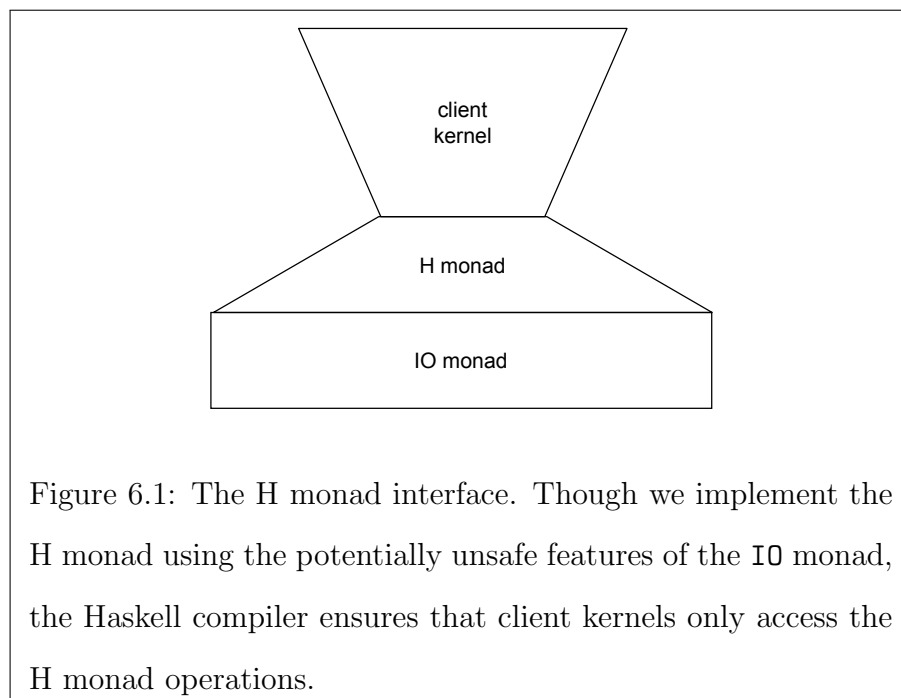 client
kernel
H monad
IO monad
Figure 6.1: The H monad interface. Though we implement the
H monad using the potentially unsafe features of the IO monad,
the Haskell compiler ensures that client kernels only access the
H monad operations.